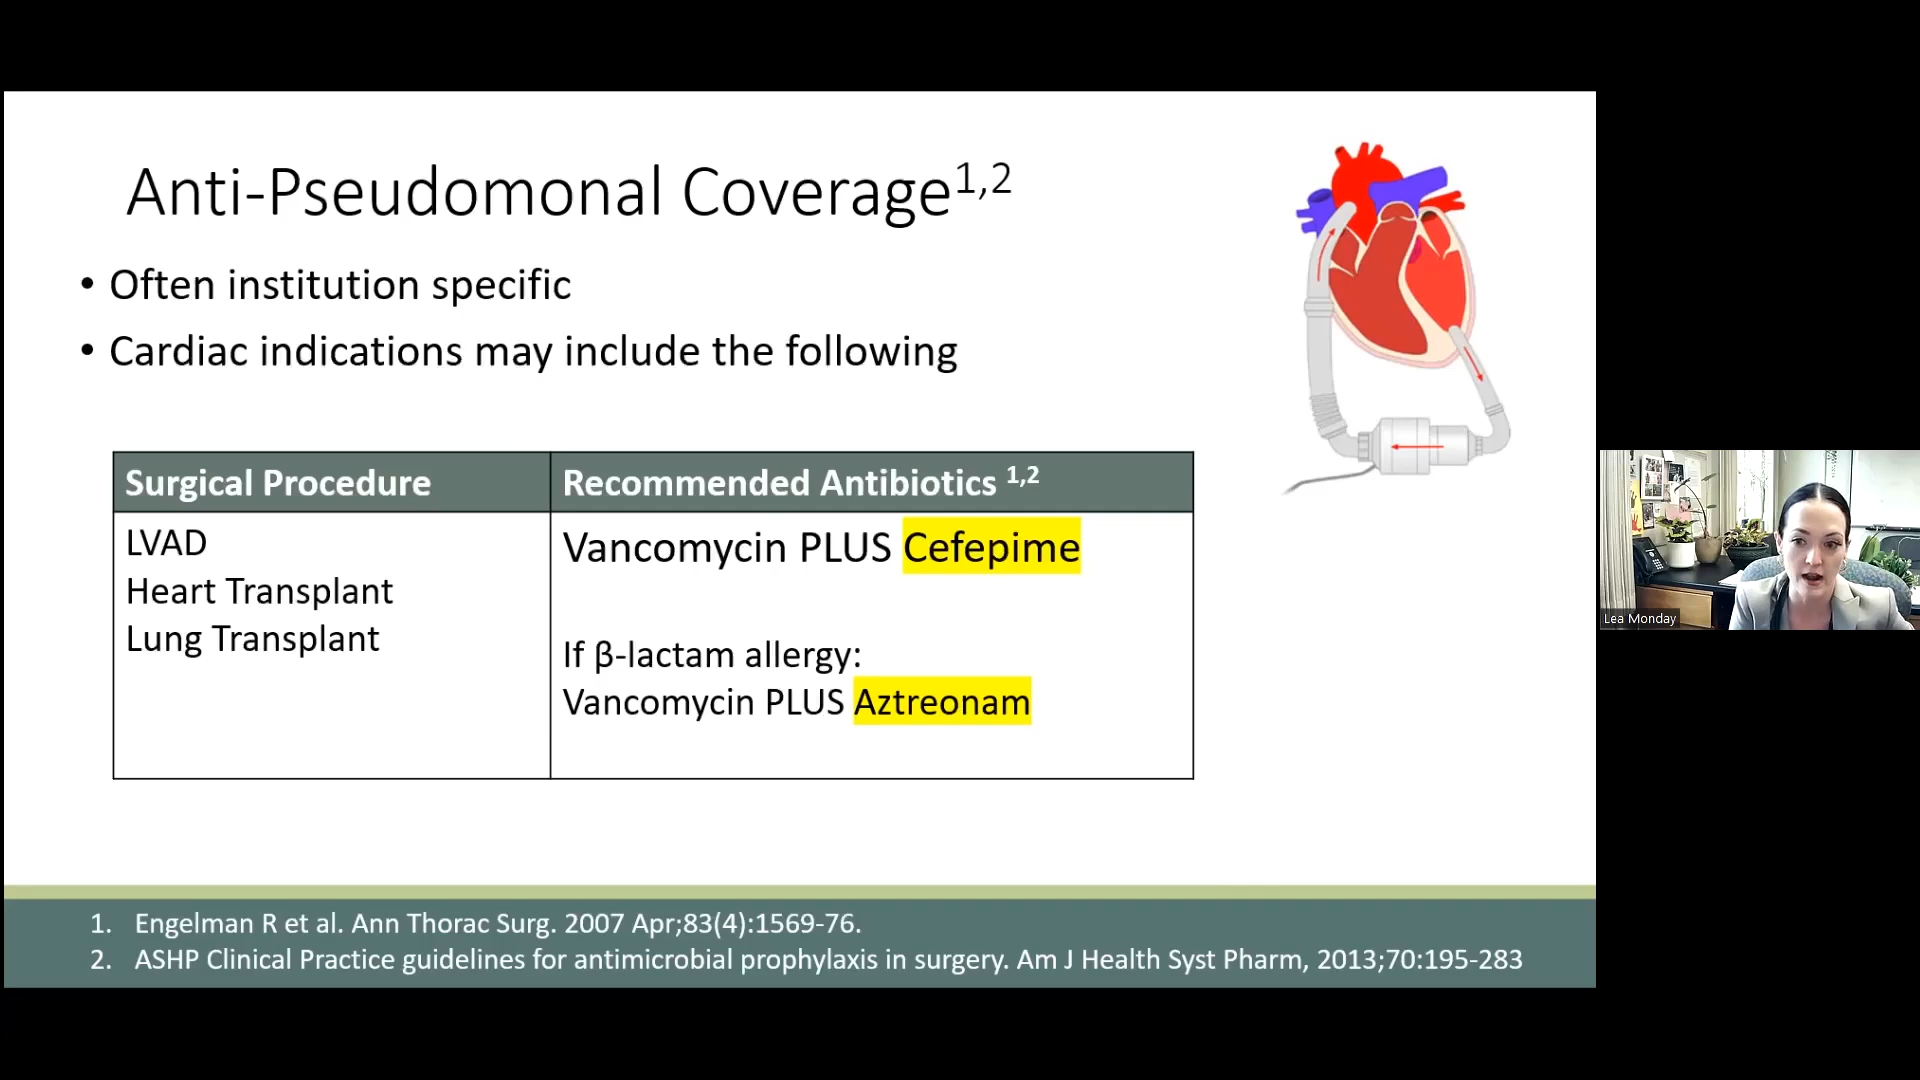 Anti-Pseudomonal Coverage1,2
• Often institution specific
• Cardiac indications may include the following
Surgical Procedure
Recommended Antibiotics 1,2
LVAD
Heart Transplant
Lung Transplant
Vancomycin PLUS Cefepime
If β-lactam allergy:
Vancomycin PLUS Aztreonam
Lea Monday
1. Engelman R et al. Ann Thorac Surg. 2007 Apr;83(4):1569-76.
2. ASHP Clinical Practice guidelines for antimicrobial prophylaxis in surgery. Am J Health Syst Pharm, 2013;70:195-283